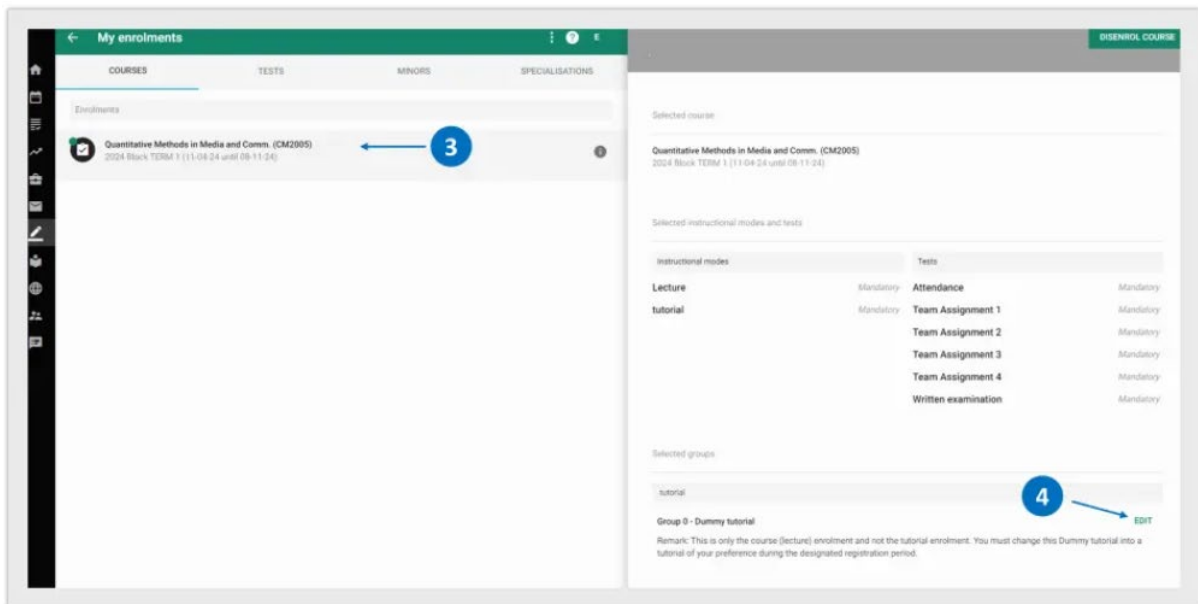 My enrolments
E
COURSES
TESTS
MINORS
SPECIALISATIONS
Enrolments
Quantitative Methods in Media and Comm. (CM2005)
2024 Block TERM 1 (11-04-24 until 08-11-24)
3
DISENROL COURSE
Selected course
Quantitative Methods in Media and Comm. (CM2005)
2024 Block TERM 1 (11-04-24 until 08-11-24)
Selected instructional modes and tests
Instructional modes
Tests
Lecture Mandatory
Attendance Mandatory
tutorial Mandatory
Team Assignment 1 Mandatory
Team Assignment 2 Mandatory
Team Assignment 3 Mandatory
Team Assignment 4 Mandatory
Written examination Mandatory
Selected groups
tutorial
4
Group 0 - Dummy tutorial
EDIT
Remark: This is only the course (lecture) enrolment and not the tutorial enrolment. You must change this Dummy tutorial into a
tutorial of your preference during the designated registration period.